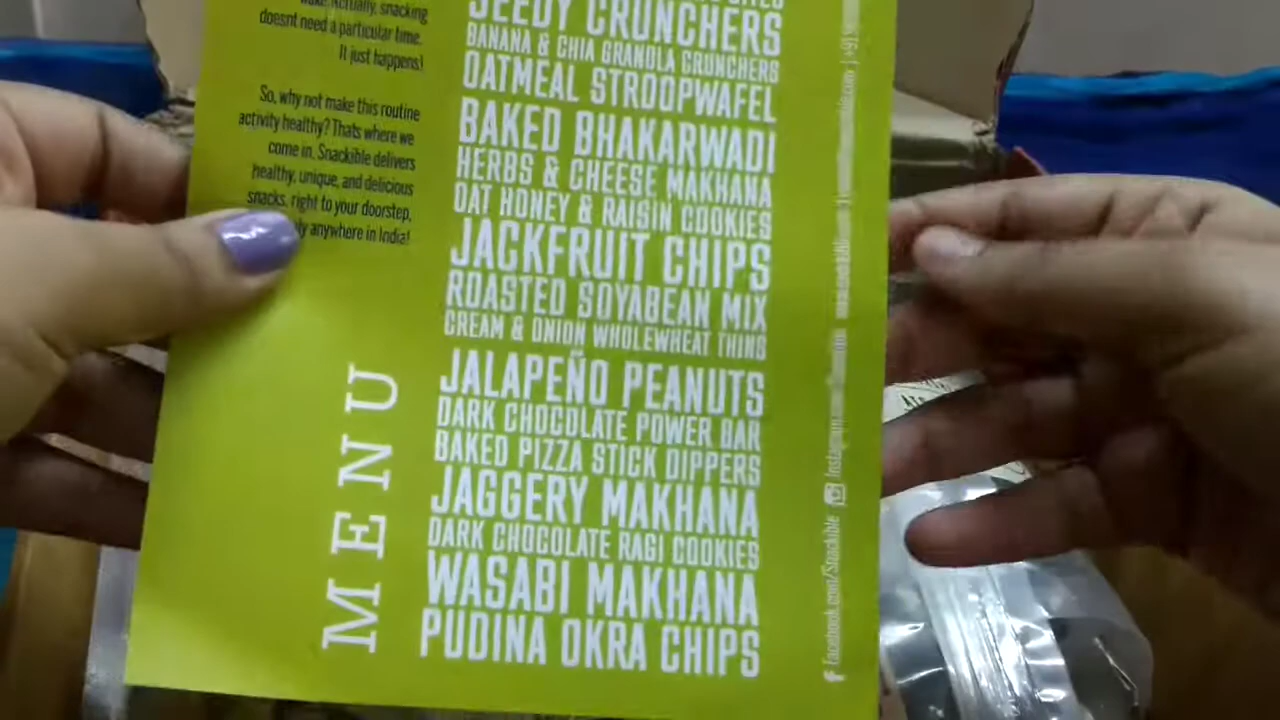 Actually, snacking
doesnt need a particular time.
It just happens!
So, why not make this routine
activity healthy? Thats where we
come in. Snackible delivers
healthy, unique, and delicious
snacks, right to your doorstep,
anywhere in India!
MENU
SEEDY CRUNCHERS
BANANA & CHIA GRANOLA CRUNCHERS
OATMEAL STROOPWAFEL
BAKED BHAKARWADI
HERBS & CHEESE MAKHANA
OAT HONEY & RAISIN COOKIES
JACKFRUIT CHIPS
ROASTED SOYABEAN MIX
CREAM & ONION WHOLEWHEAT THINS
JALAPEÑO PEANUTS
DARK CHOCOLATE POWER BAR
BAKED PIZZA STICK DIPPERS
JAGGERY MAKHANA
DARK CHOCOLATE RAGI COOKIES
WASABI MAKHANA
PUDINA OKRA CHIPS
Facebook.com/Snackible